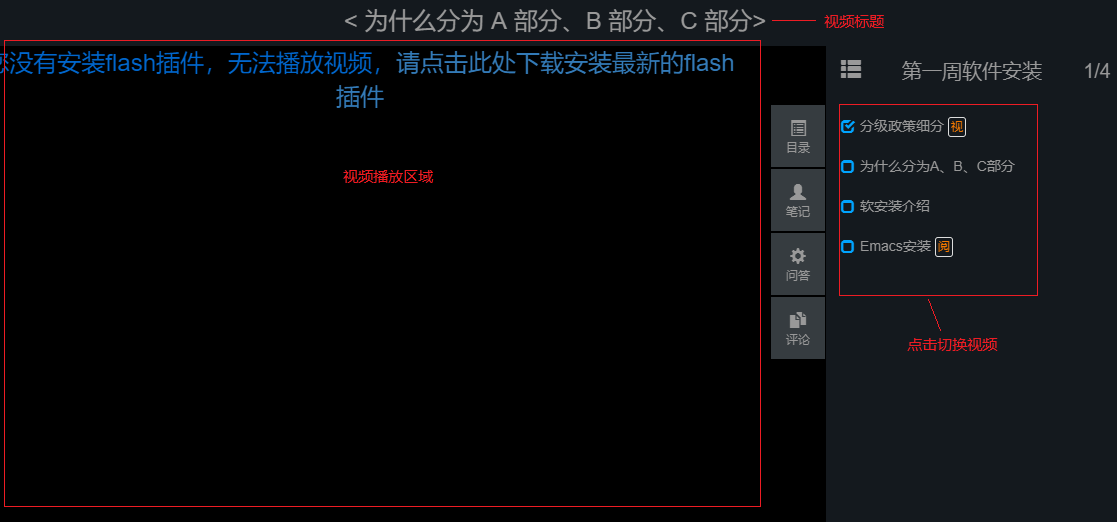 < 为什么分为 A 部分、B 部分、C 部分>
视频标题
您没有安装flash插件，无法播放视频，请点击此处下载安装最新的flash
插件
视频播放区域
目录
笔记
问答
评论
第一周软件安装 1/4
分级政策细分 视
为什么分为A、B、C部分
软安装介绍
Emacs安装 阅
点击切换视频